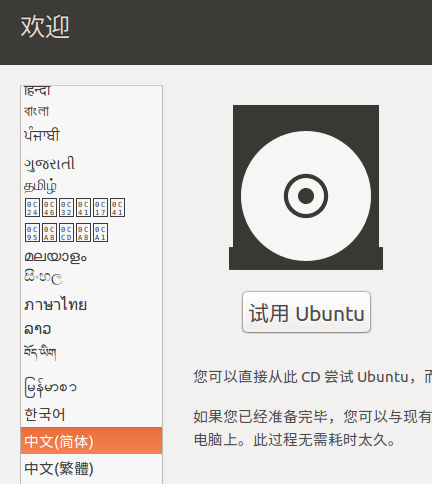 欢迎
हिन्दी
বাংলা
ਪੰਜਾਬੀ
ગુજરાતી
தமிழ்
മലയാളം
සිංහල
ภาษาไทย
ລາວ
བོད་ཡིག
မြန်မာစာ
한국어
中文(简体)
中文(繁體)
试用 Ubuntu
您可以直接从此 CD 尝试 Ubuntu，而
如果您已经准备完毕，您可以与现有
电脑上。此过程无需耗时太久。